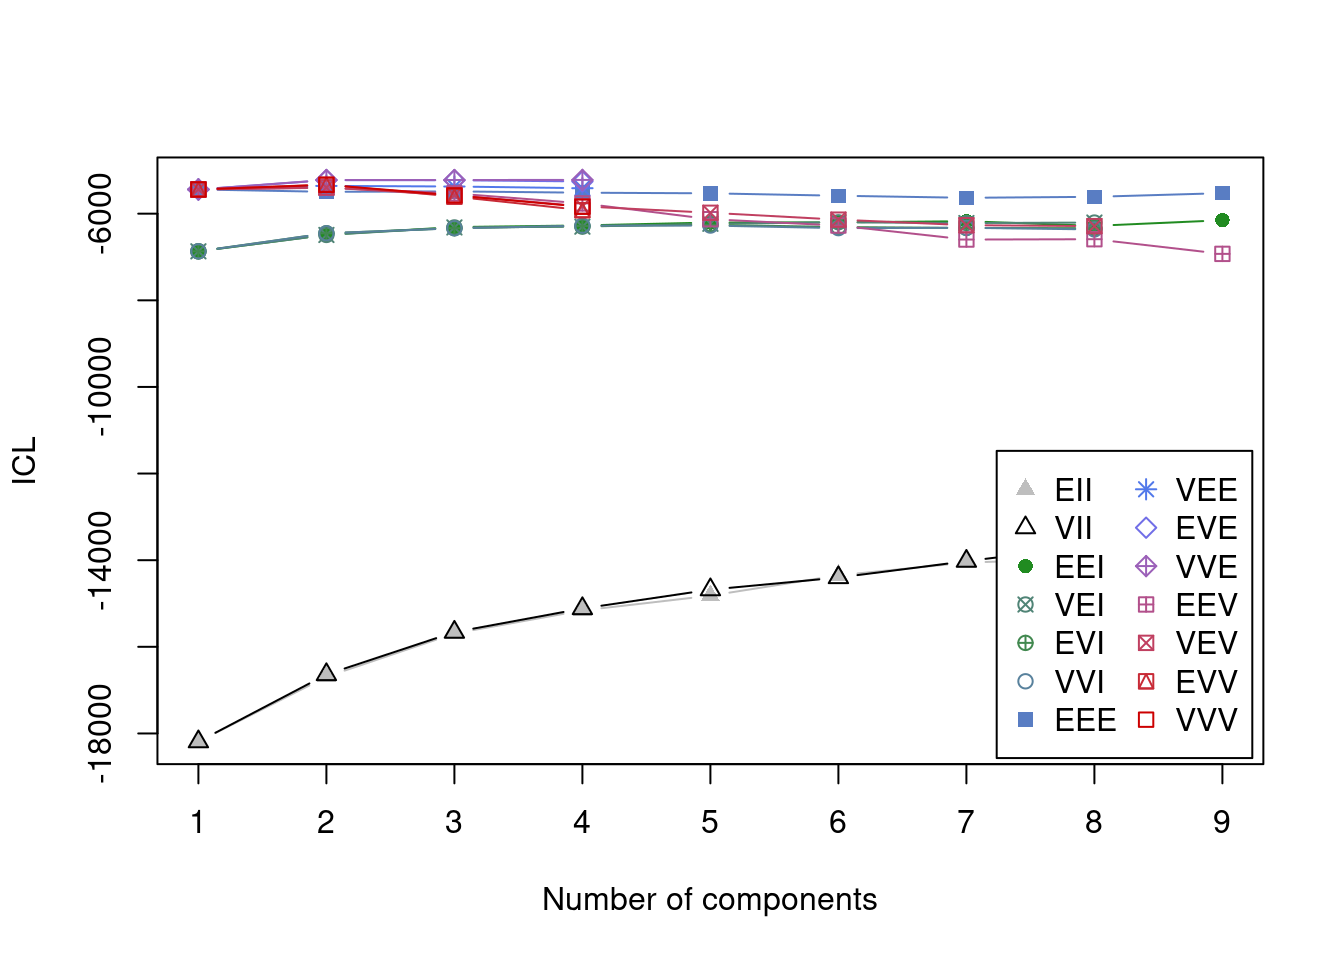 -6000
-10000
-14000
-18000
ICL
1 2 3 4 5 6 7 8 9
Number of components
EII VEE
VII EVE
EEI VVE
VEI EEV
EVI VEV
VVI EVV
EEE VVV